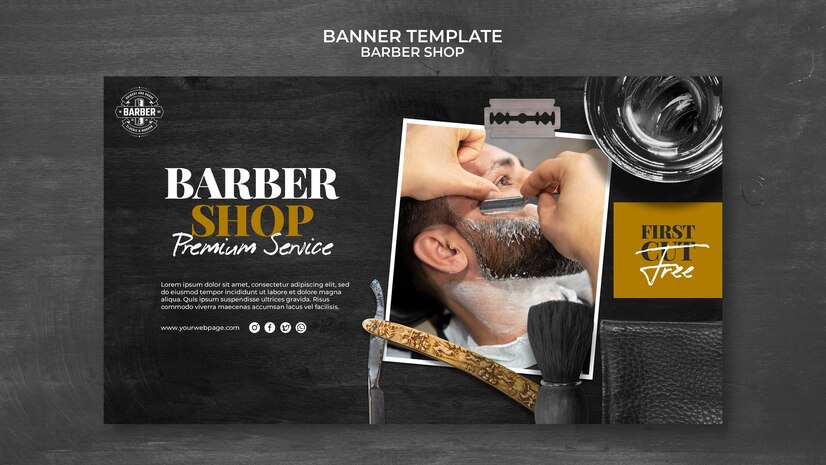 BANNER TEMPLATE
BARBER SHOP
BARBER
BARBER
SHOP
Premium Service
Lorem ipsum dolor sit amet, consectetur adipiscing elit, sed
do eiusmod tempor incididunt ut labore et dolore magna
aliqua. Quis ipsum suspendisse ultrices gravida. Risus
commodo viverra maecenas accumsan lacus vel facilisis.
www.yourwebpage.com
FIRST
CUT
Free